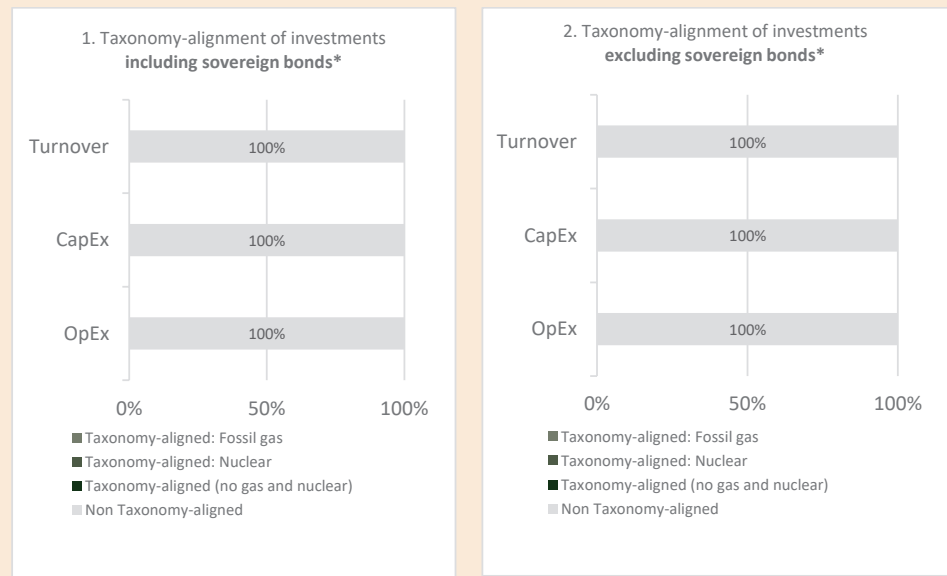 1. Taxonomy-alignment of investments
including sovereign bonds*
Turnover
100%
CapEx
100%
OpEx
100%
0%
50%
100%
Taxonomy-aligned: Fossil gas
Taxonomy-aligned: Nuclear
Taxonomy-aligned (no gas and nuclear)
Non Taxonomy-aligned
2. Taxonomy-alignment of investments
excluding sovereign bonds*
Turnover
100%
CapEx
100%
OpEx
100%
0%
50%
100%
Taxonomy-aligned: Fossil gas
Taxonomy-aligned: Nuclear
Taxonomy-aligned (no gas and nuclear)
Non Taxonomy-aligned